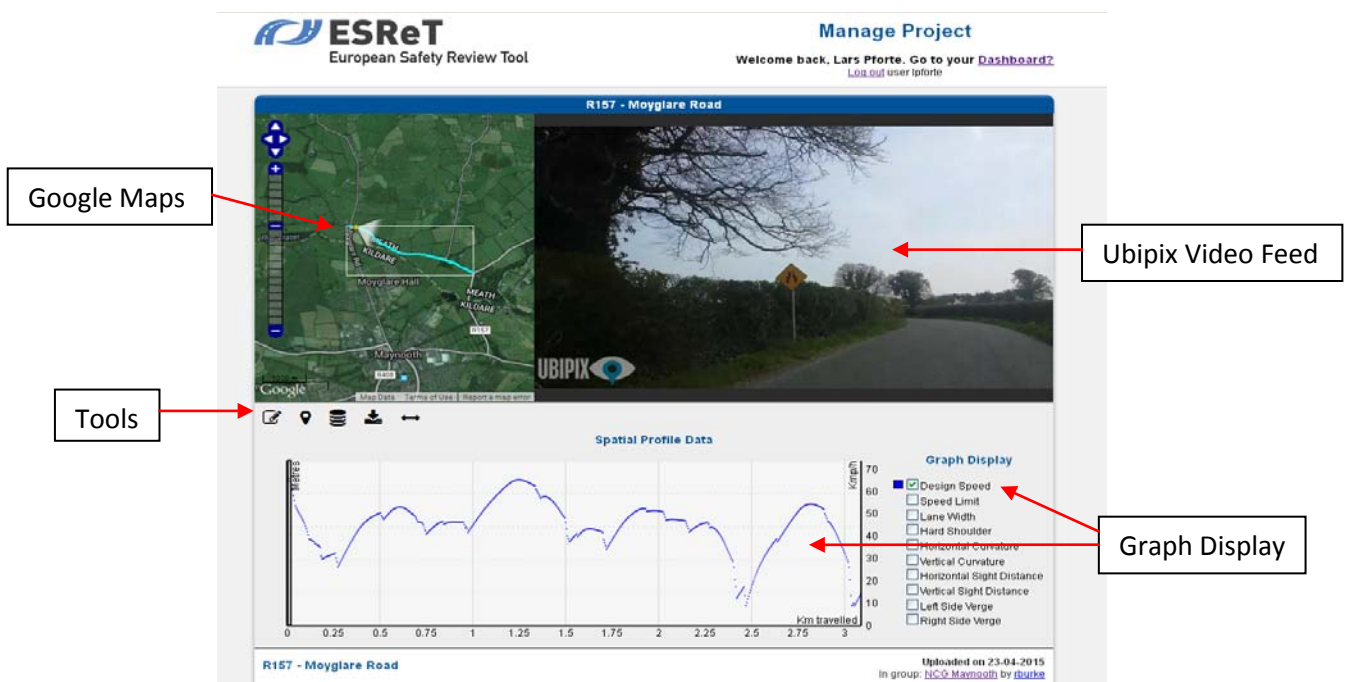 ESReT
European Safety Review Tool
Manage Project
Welcome back, Lars Pforte. Go to your Dashboard?
Log out user lpforte
R157 - Moyglare Road
Google Maps
MEATH
KILDARE
Moyglare Hall
MEATH
KILDARE
R157
Maynooth
R408
Google
Map Data Terms of Use Report a map error
UBIPIX
Ubipix Video Feed
Tools
Spatial Profile Data
Metres
Kmp/h
70
60
50
40
30
20
10
0
Km travelled
0 0.25 0.5 0.75 1 1.25 1.5 1.75 2 2.25 2.5 2.75 3
Graph Display
Design Speed
Speed Limit
Lane Width
Hard Shoulder
Horizontal Curvature
Vertical Curvature
Horizontal Sight Distance
Vertical Sight Distance
Left Side Verge
Right Side Verge
Graph Display
R157 - Moyglare Road
Uploaded on 23-04-2015
In group: NCG Maynooth by rburke